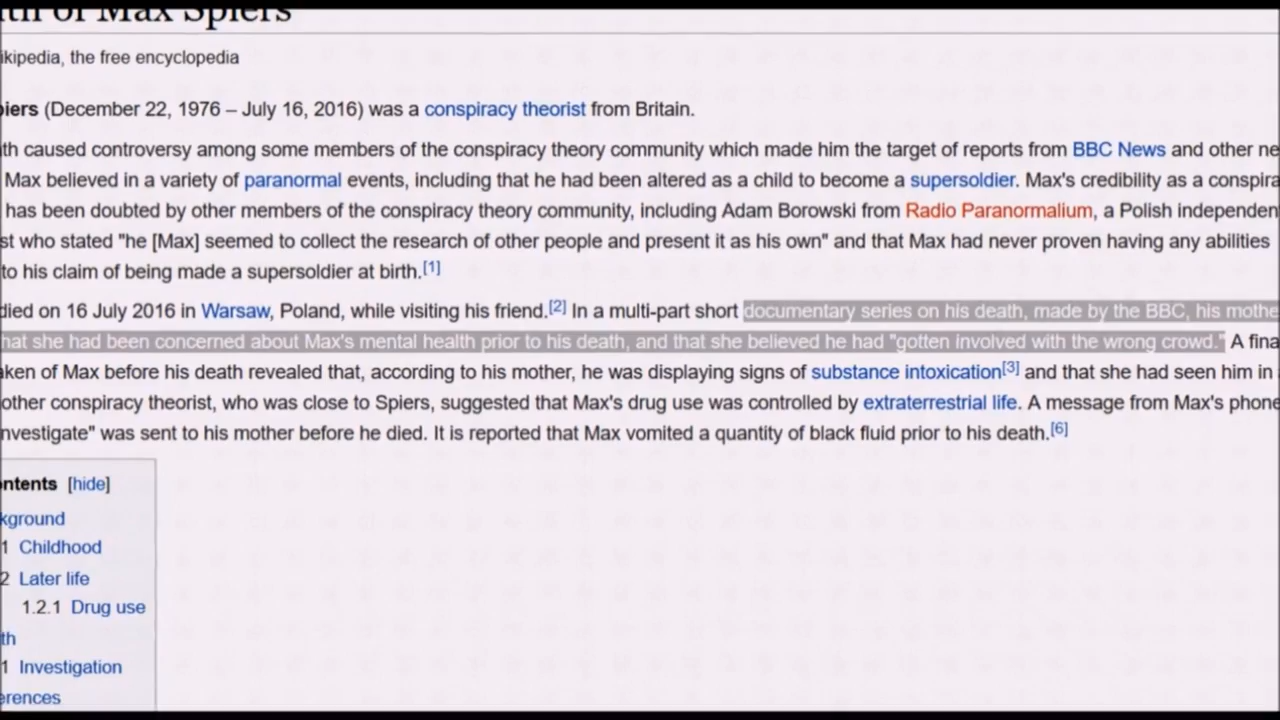 th of Max Spiers
ikipedia, the free encyclopedia
piers (December 22, 1976 – July 16, 2016) was a conspiracy theorist from Britain.
th caused controversy among some members of the conspiracy theory community which made him the target of reports from BBC News and other ne
Max believed in a variety of paranormal events, including that he had been altered as a child to become a supersoldier. Max's credibility as a conspira
has been doubted by other members of the conspiracy theory community, including Adam Borowski from Radio Paranormalium, a Polish independen
st who stated "he [Max] seemed to collect the research of other people and present it as his own" and that Max had never proven having any abilities
to his claim of being made a supersoldier at birth.[1]
died on 16 July 2016 in Warsaw, Poland, while visiting his friend.[2] In a multi-part short documentary series on his death, made by the BBC, his mothe
hat she had been concerned about Max's mental health prior to his death, and that she believed he had "gotten involved with the wrong crowd." A fina
ken of Max before his death revealed that, according to his mother, he was displaying signs of substance intoxication[3] and that she had seen him in
other conspiracy theorist, who was close to Spiers, suggested that Max's drug use was controlled by extraterrestrial life. A message from Max's phone
nvestigate" was sent to his mother before he died. It is reported that Max vomited a quantity of black fluid prior to his death.[6]
ontents [hide]
kground
1 Childhood
2 Later life
1.2.1 Drug use
th
1 Investigation
erences